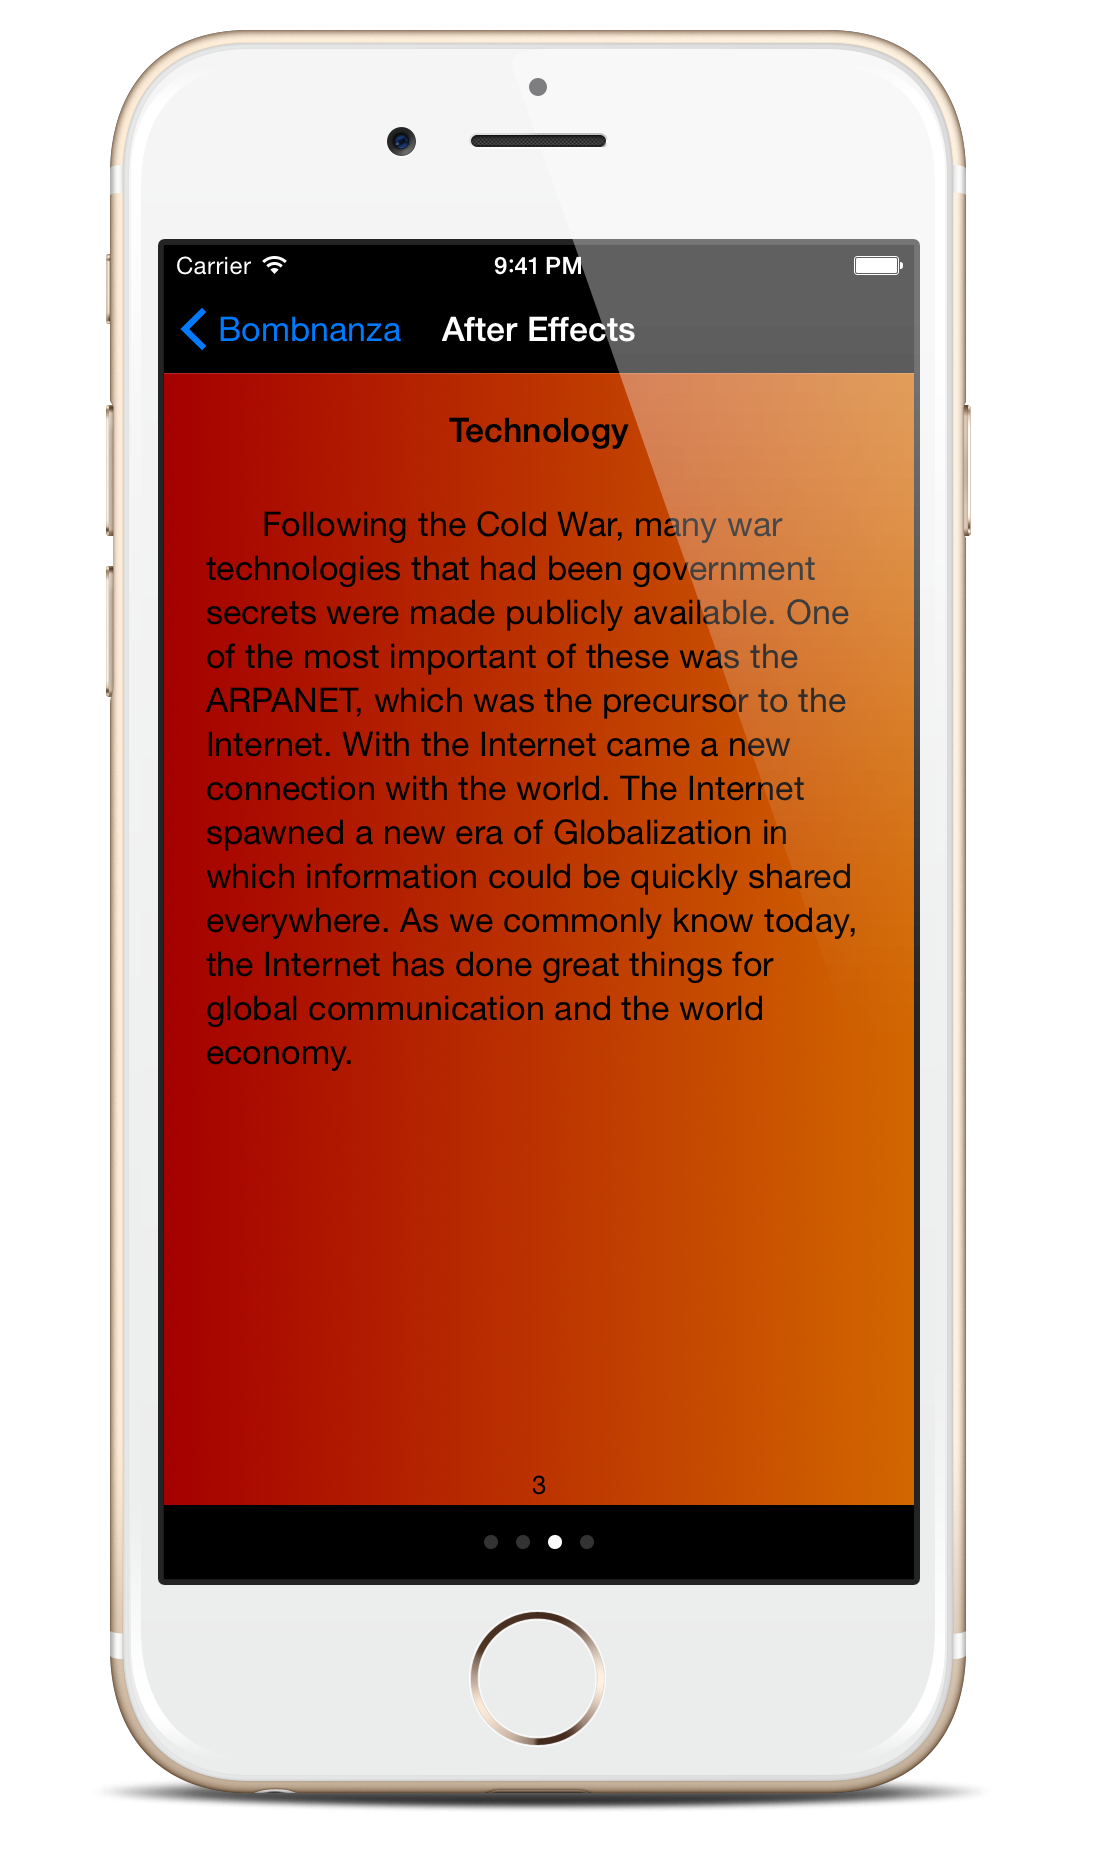 Carrier 9:41 PM
Bombnanza After Effects
Technology
Following the Cold War, many war
technologies that had been government
secrets were made publicly available. One
of the most important of these was the
ARPANET, which was the precursor to the
Internet. With the Internet came a new
connection with the world. The Internet
spawned a new era of Globalization in
which information could be quickly shared
everywhere. As we commonly know today,
the Internet has done great things for
global communication and the world
economy.
3